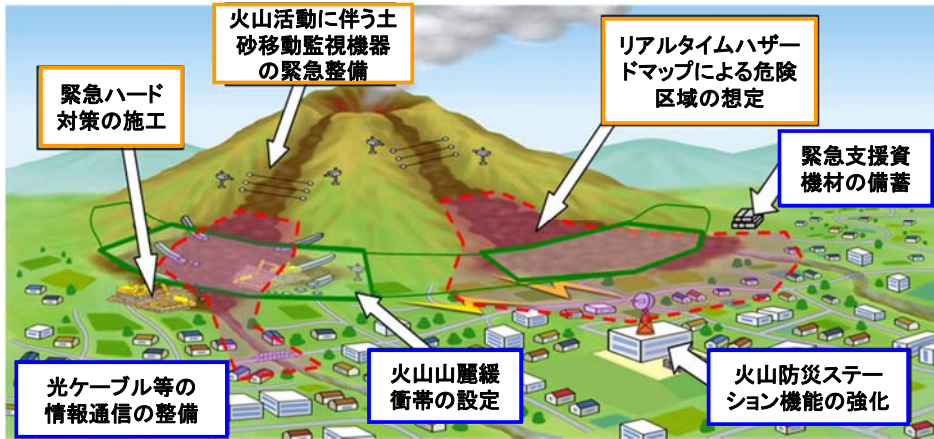 火山活動に伴う土
砂移動監視機器
の緊急整備
リアルタイムハザー
ドマップによる危険
区域の想定
緊急ハード
対策の施工
緊急支援資
機材の備蓄
光ケーブル等の
情報通信の整備
火山山麓緩
衝帯の設定
火山防災ステー
ション機能の強化